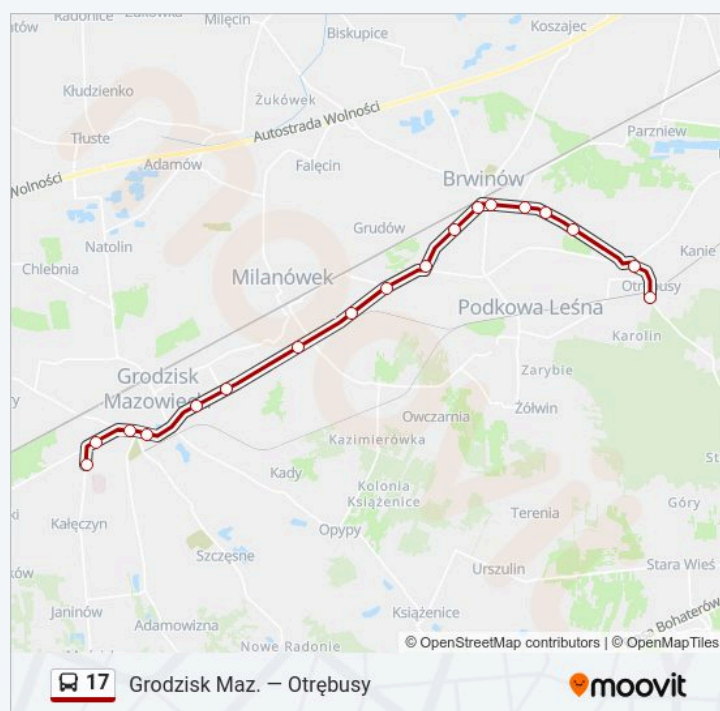 Radonice
Milęcin
Koszajec
Biskupice
Kłudzienko
Żukówek
Autostrada Wolności
Parzniew
Tłuste
Adamów
Falęcin
Wolności
Brwinów
Natolin
Grudów
Kanie
Chlebnia
Milanówek
Otrębusy
Podkowa Leśna
Karolin
Grodzisk
Mazowiecki
Zarybie
Owczarnia
Żółwin
Kazimierówka
Kady
Kolonia
Książenice
Góry
Kałęczyn
Opypy
Terenia
Szczęsne
Urszulin
Stara Wieś
Janinów
Adamowizna
Książenice
Bohaterów
Nowe Radonie
© OpenStreetMap contributors | © OpenMapTiles
17 Grodzisk Maz. — Otrębusy
moovit